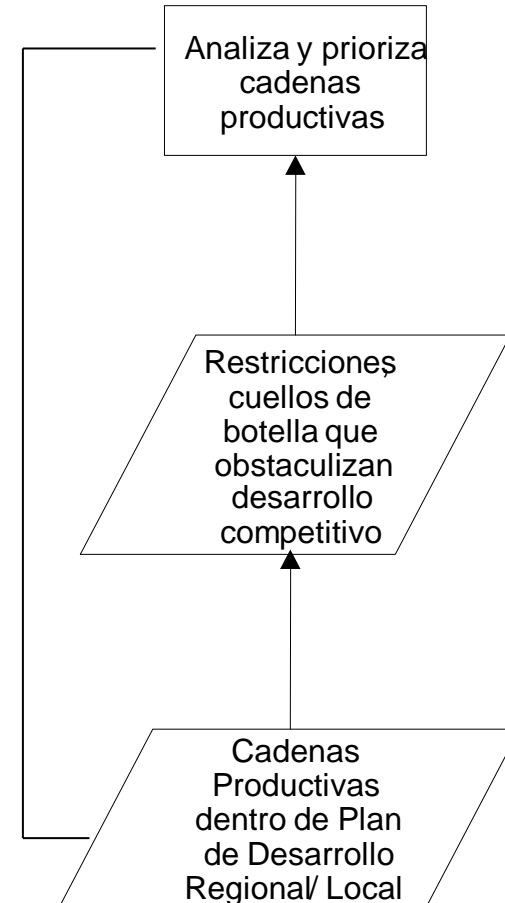 Analiza y prioriza
cadenas
productivas
Restricciones,
cuellos de
botella que
obstaculizan
desarrollo
competitivo
Cadenas
Productivas
dentro de Plan
de Desarrollo
Regional/ Local